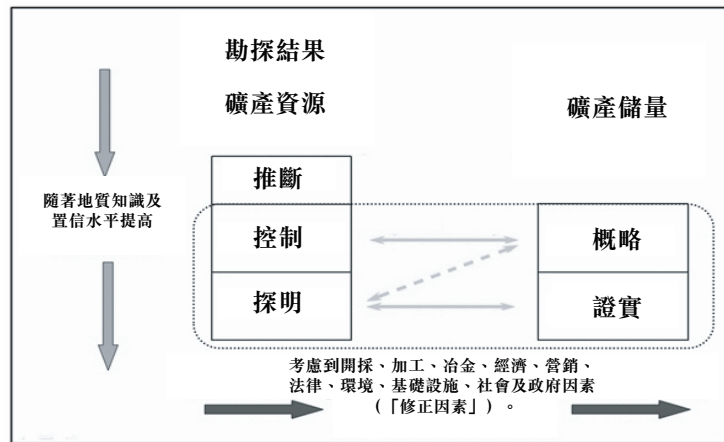 勘探結果
礦產資源
礦產儲量
推斷
隨著地質知識及
置信水平提高
控制
概略
探明
證實
考慮到開採、加工、冶金、經濟、營銷、
法律、環境、基礎設施、社會及政府因素
(「修正因素」)。